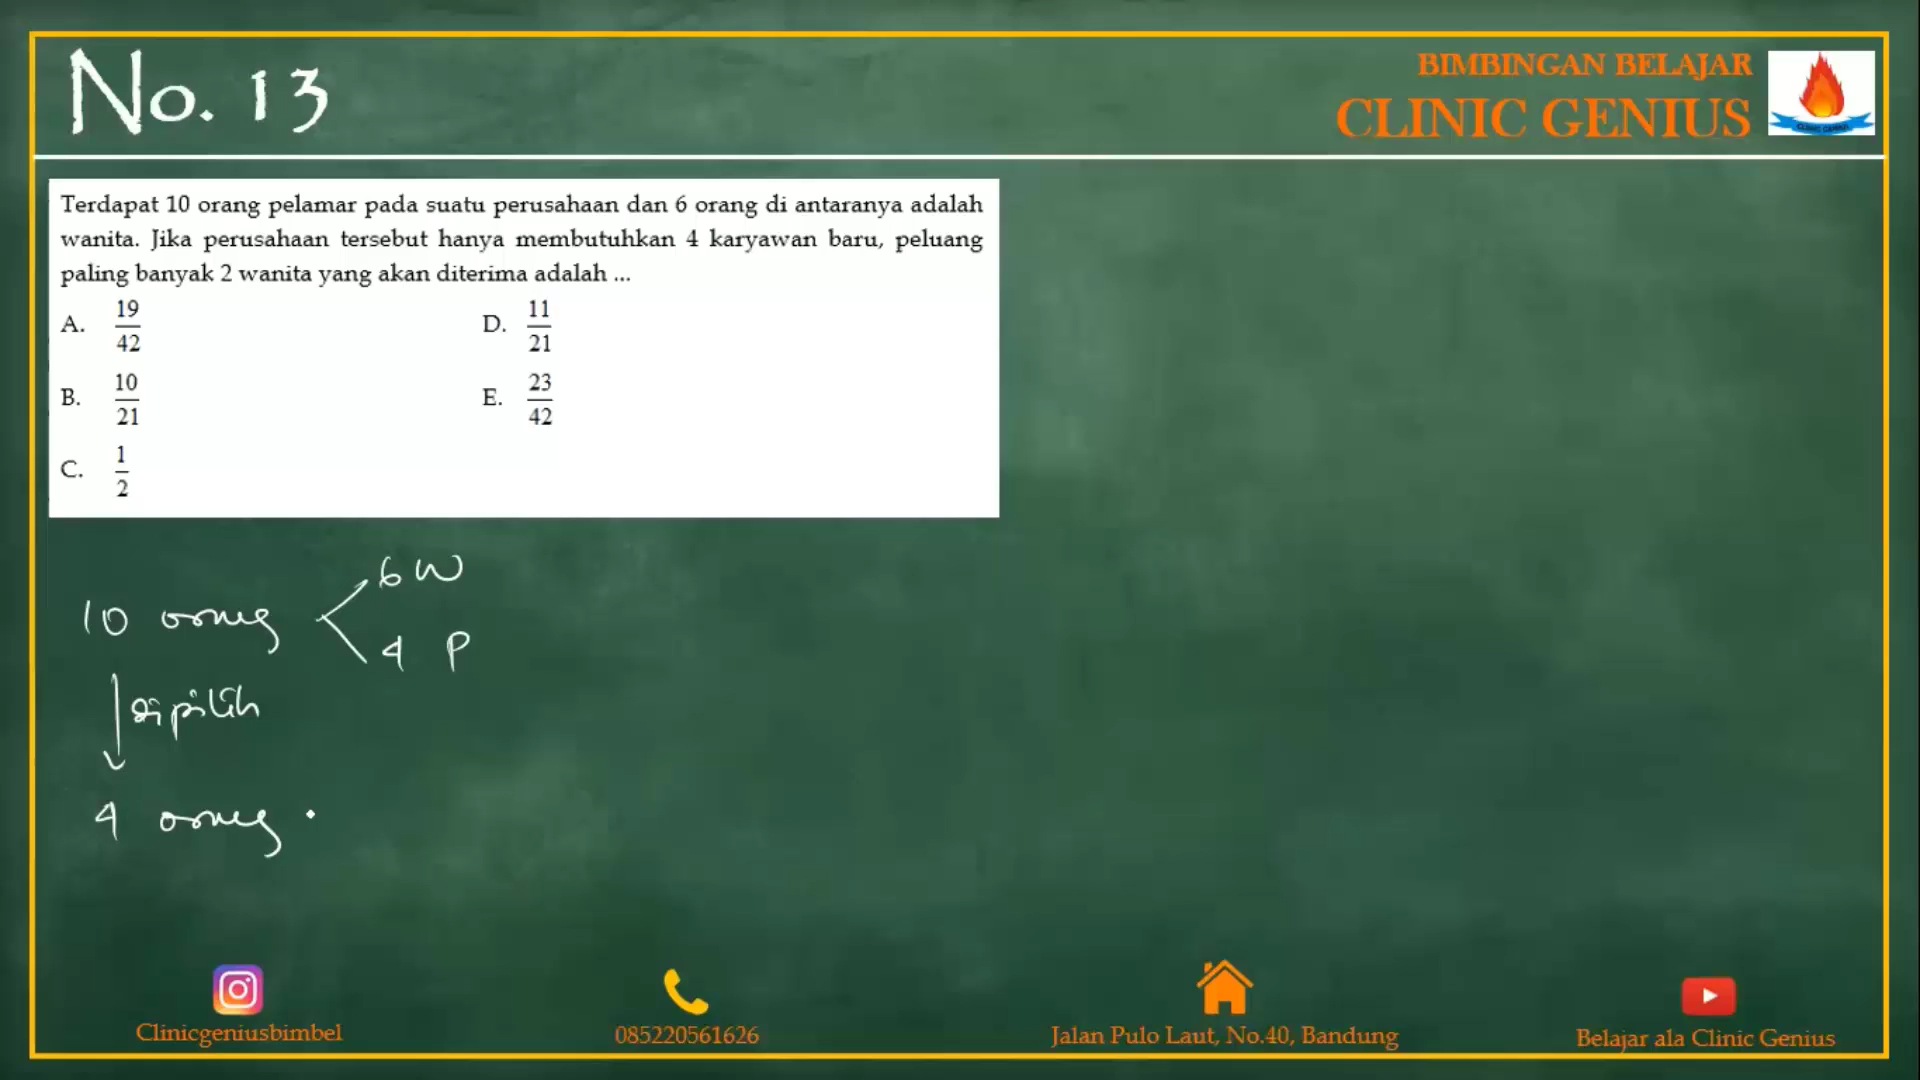 No. 13
BIMBINGAN BELAJAR
CLINIC GENIUS
Terdapat 10 orang pelamar pada suatu perusahaan dan 6 orang di antaranya adalah
wanita. Jika perusahaan tersebut hanya membutuhkan 4 karyawan baru, peluang
paling banyak 2 wanita yang akan diterima adalah ...
A. 19/42
B. 10/21
C. 1/2
D. 11/21
E. 23/42
10 orang < 6 W
4 P
dipilih
4 orang
Clinicgeniusbimbel
085220561626
Jalan Pulo Laut, No.40, Bandung
Belajar ala Clinic Genius